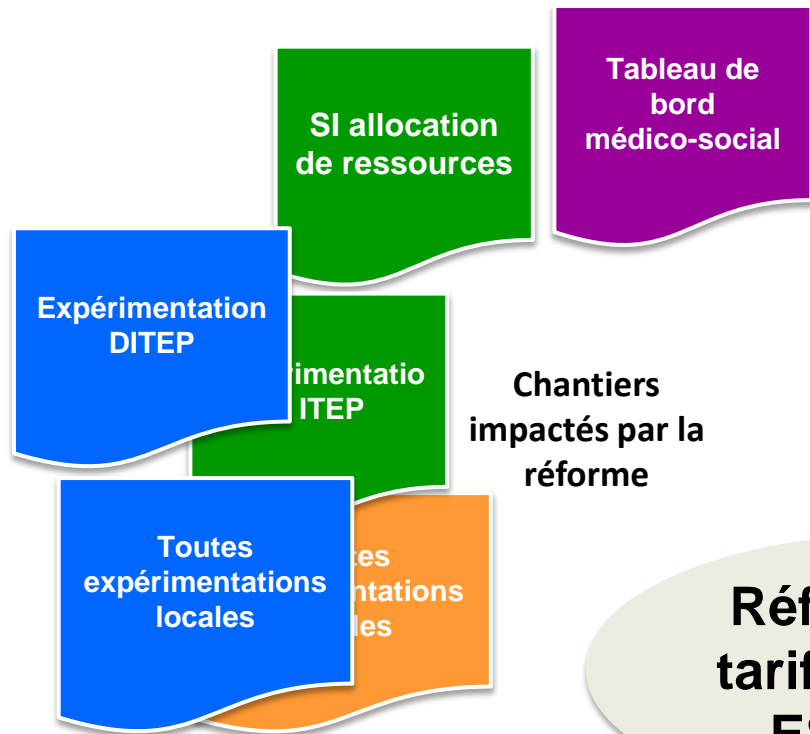 Tableau de
bord
médico-social
SI allocation
de ressources
Expérimentation
DITEP
rimentatio
ITEP
Chantiers
impactés par la
réforme
Toutes
expérimentations
locales
tes
ntations
les
Réf
tarif